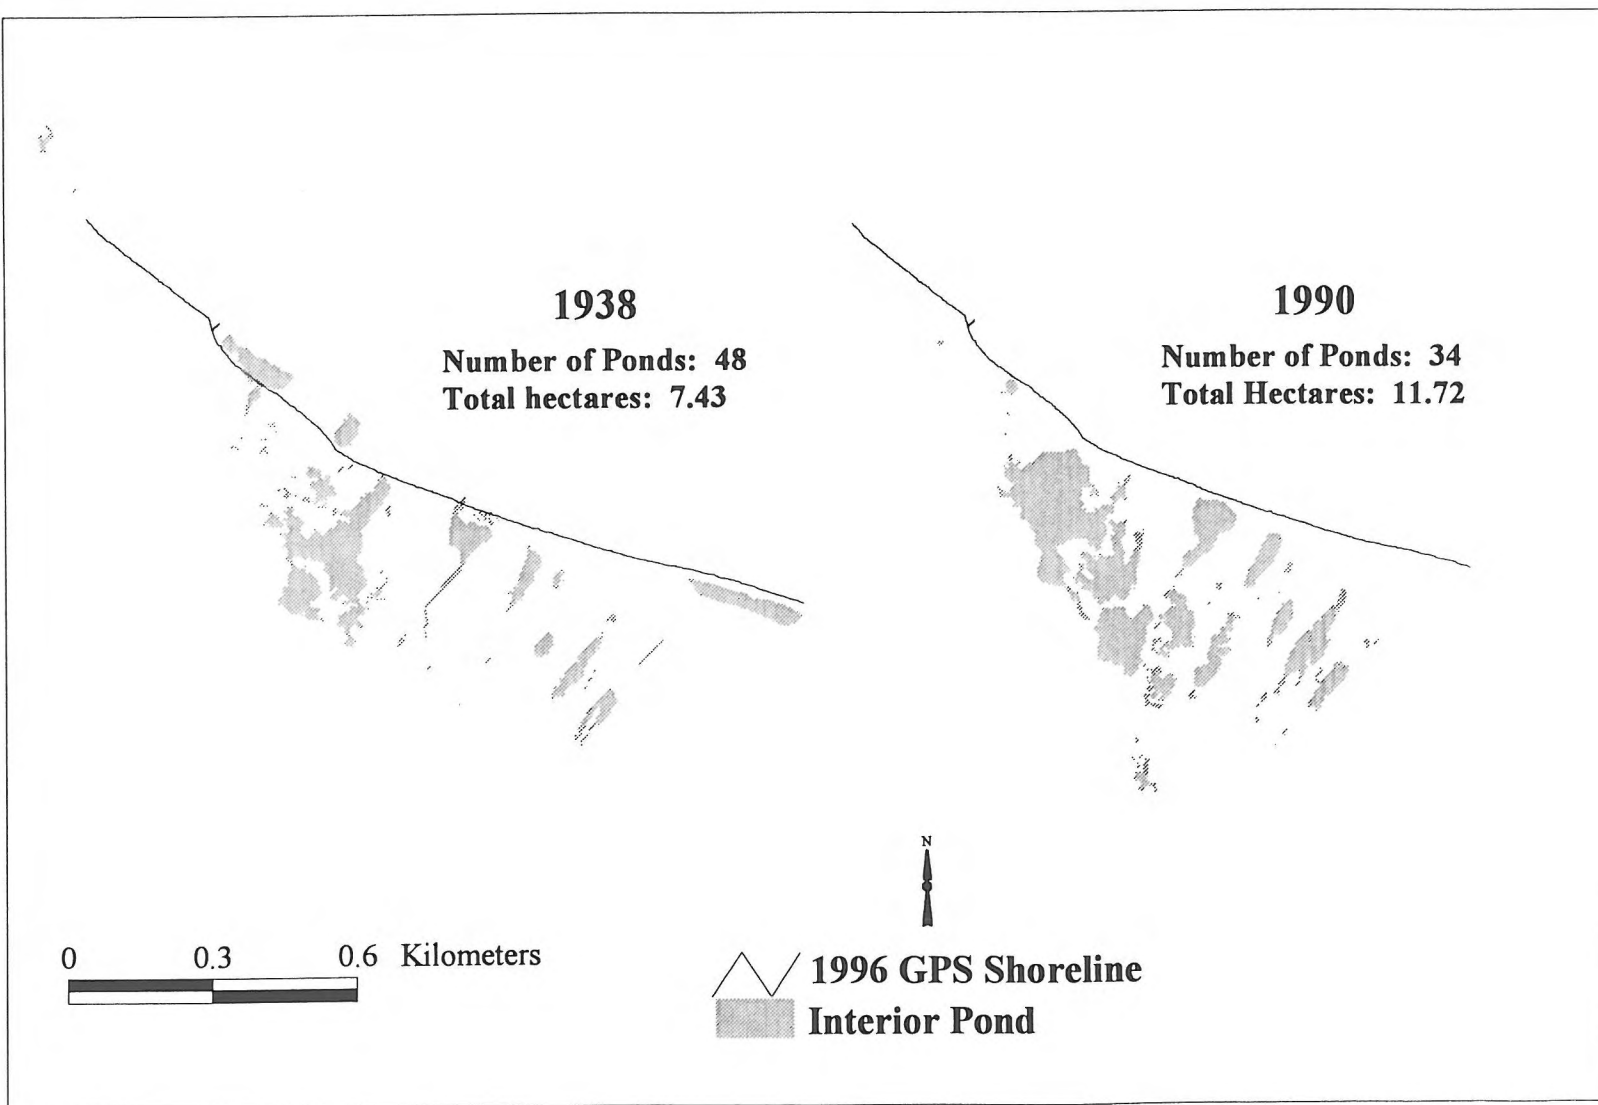 1938
Number of Ponds: 48
Total hectares: 7.43
1990
Number of Ponds: 34
Total Hectares: 11.72
N
0 0.3 0.6 Kilometers
1996 GPS Shoreline
Interior Pond